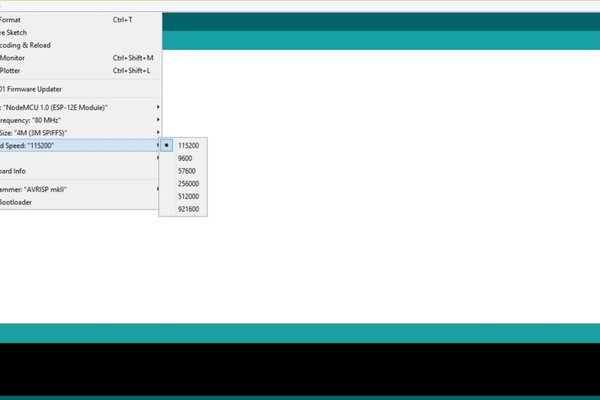 Format Ctrl+T
ve Sketch
coding & Reload
Monitor Ctrl+Shift+M
Plotter Ctrl+Shift+L
01 Firmware Updater
: "NodeMCU 1.0 (ESP-12E Module)"
requency: "80 MHz"
Size: "4M (3M SPIFFS)"
d Speed: "115200"
115200
9600
57600
256000
512000
921600
oard Info
ammer: "AVRISP mkII"
Bootloader